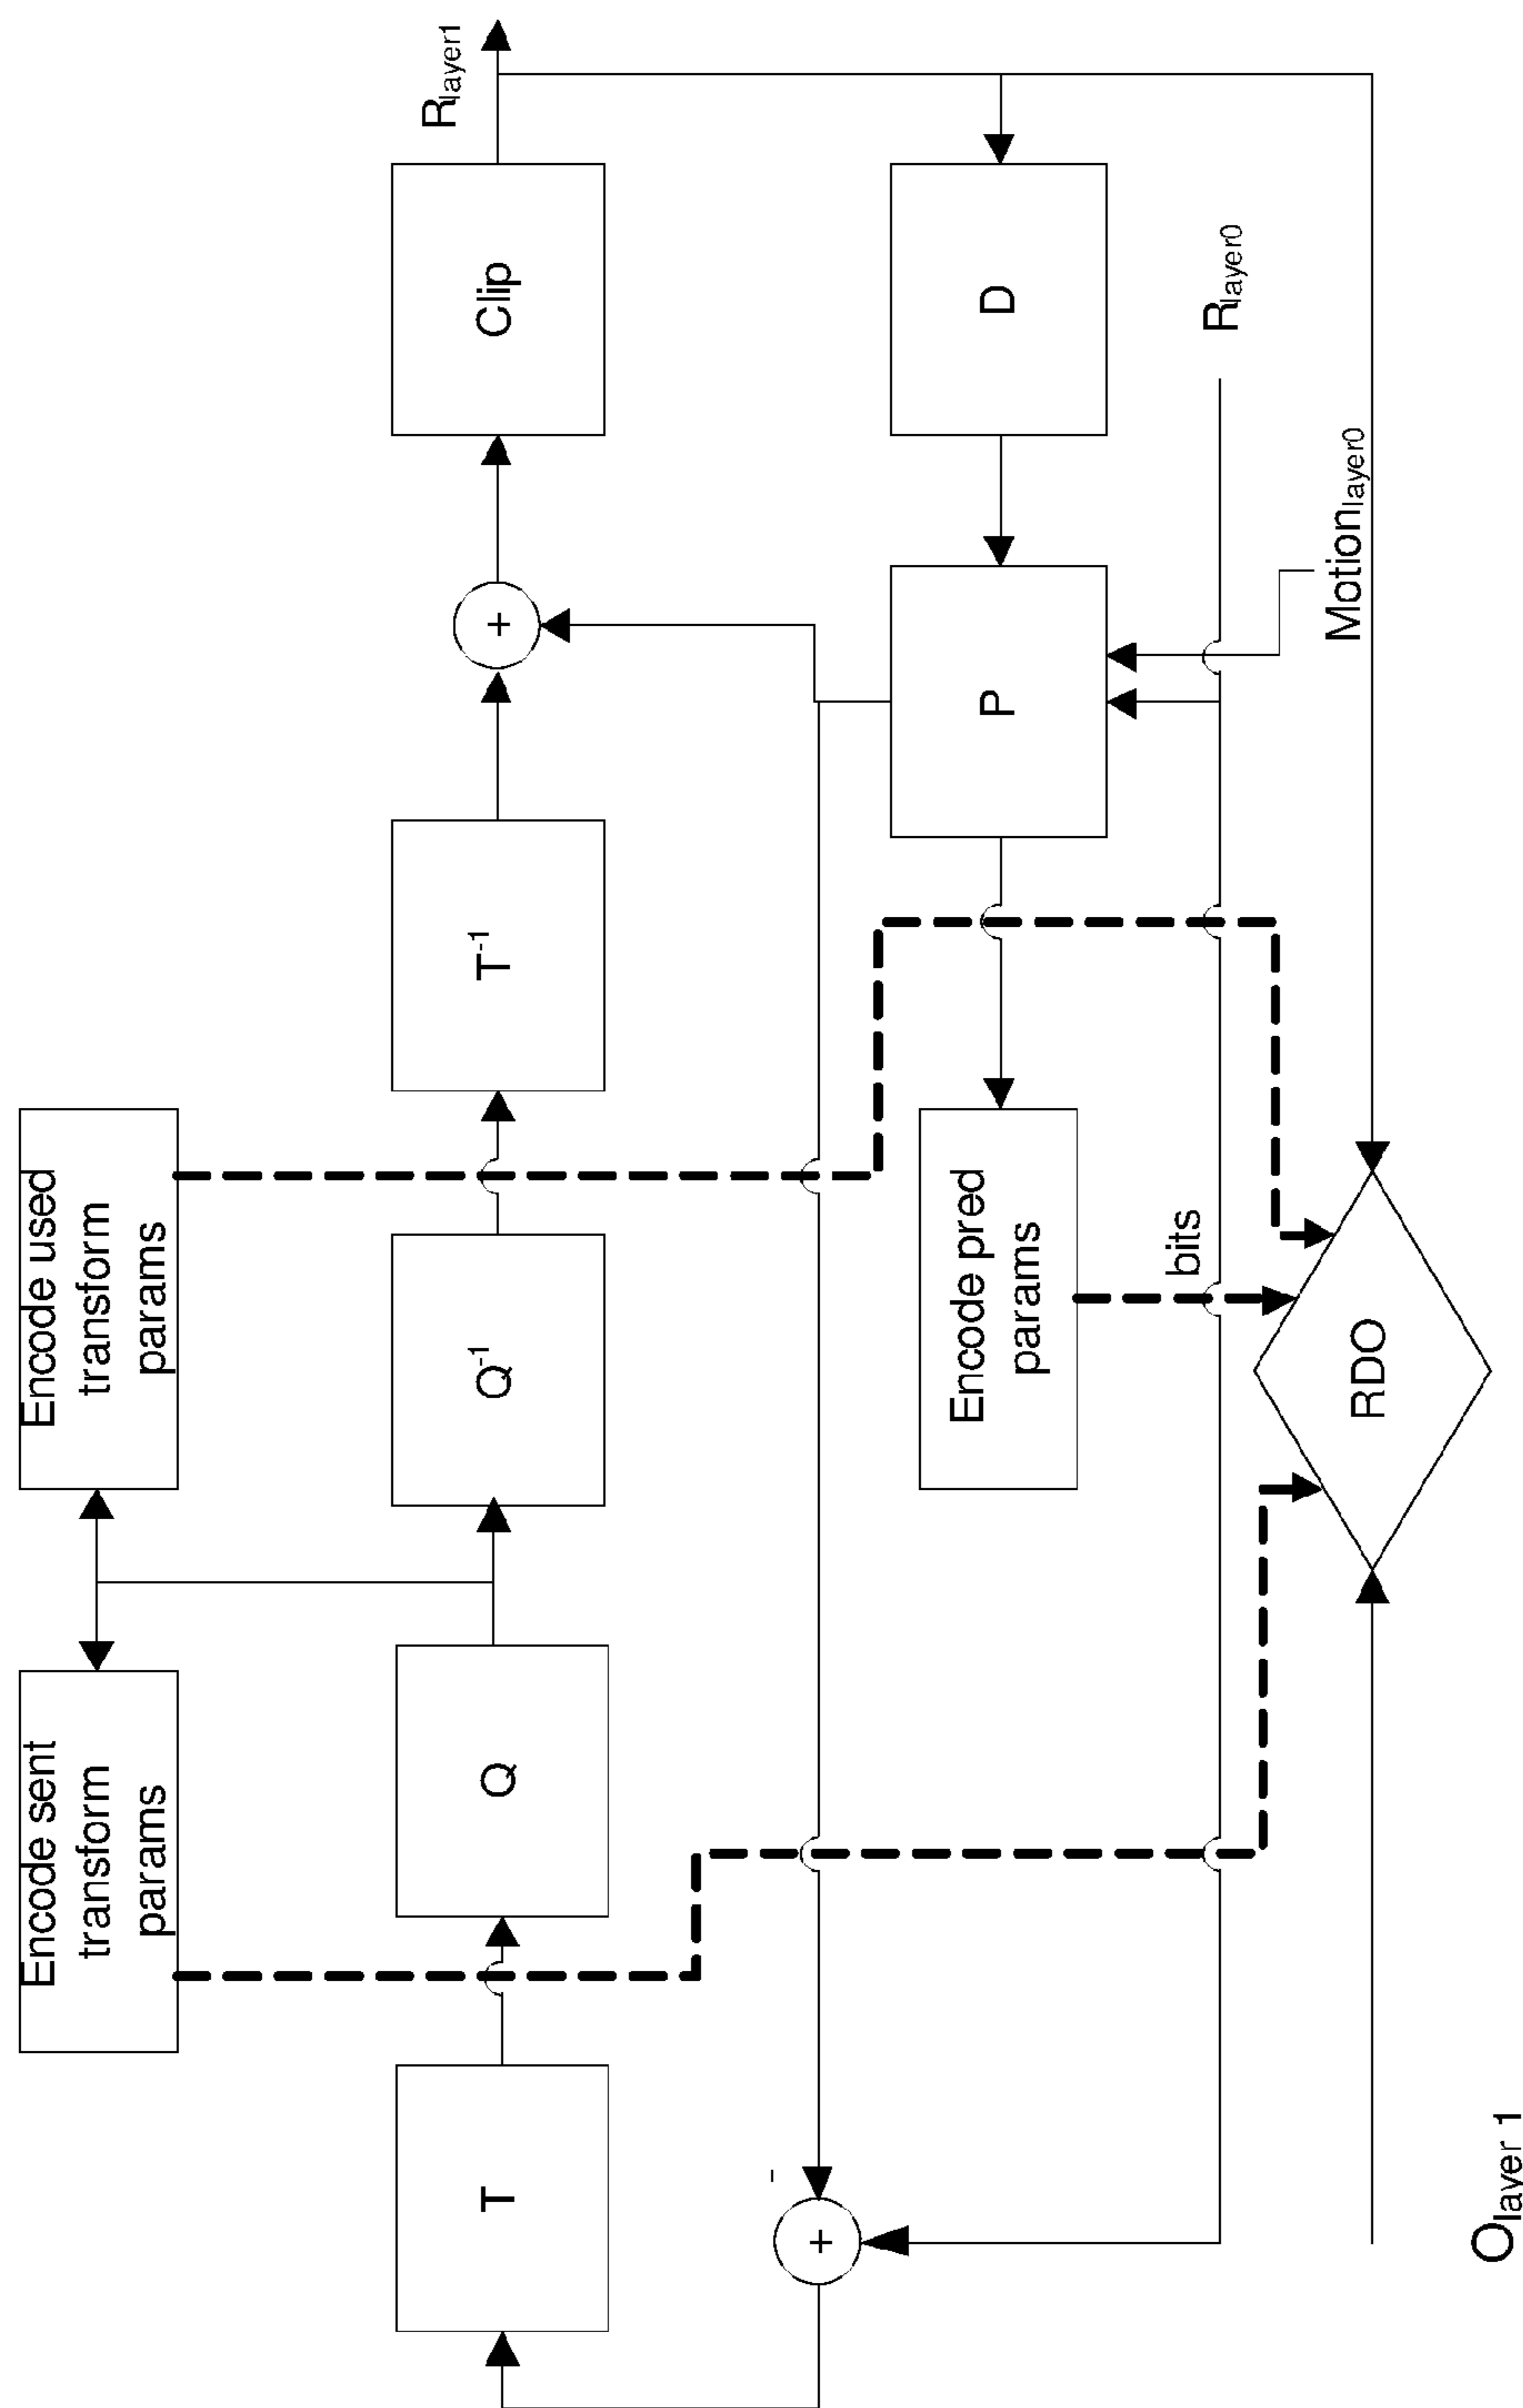 Encode sent
transform
params
Encode used
transform
params
T
Q
Q-1
T-1
+
Clip
Rlayer1
-
+
Encode pred
params
P
D
bits
Rlayer0
Motionlayer0
RDO
Olayer 1